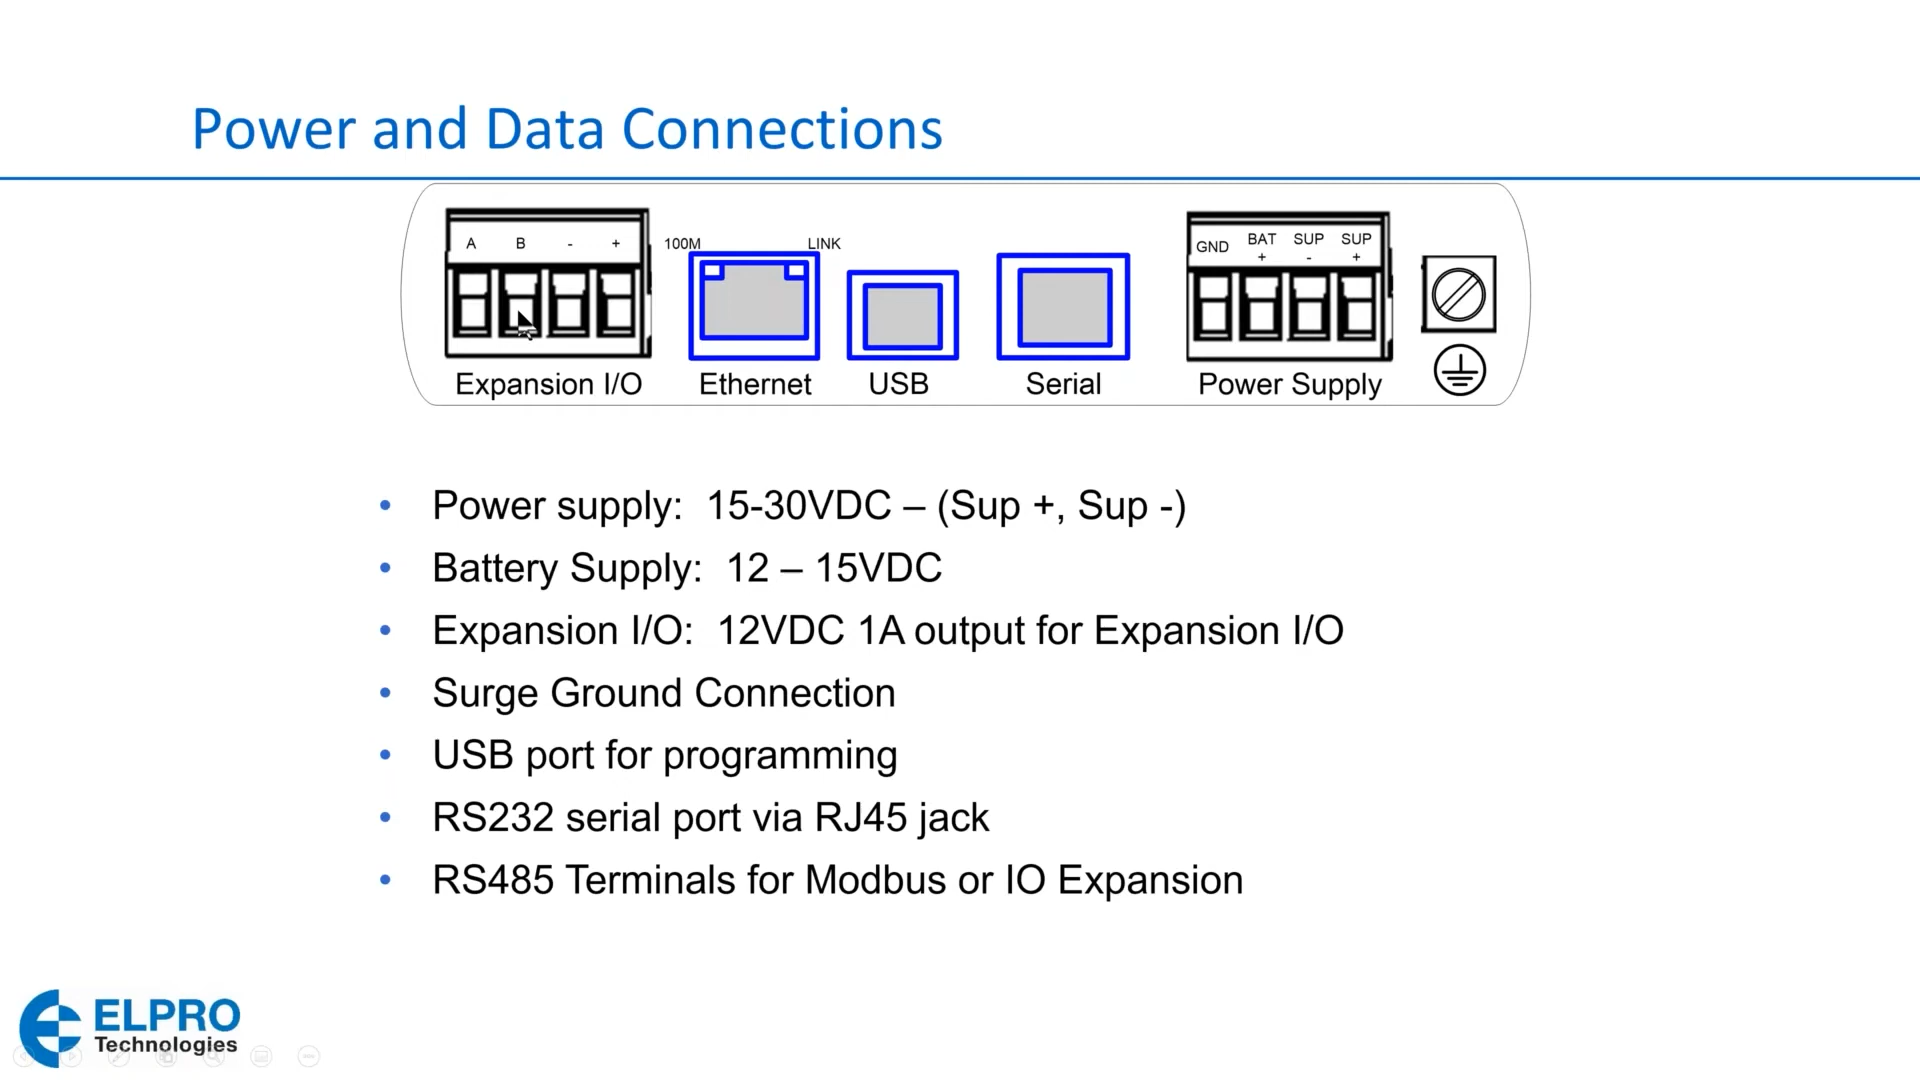 Power and Data Connections
A B - +
100M LINK
GND BAT + SUP - SUP +
Expansion I/O Ethernet USB Serial Power Supply
• Power supply: 15-30VDC – (Sup +, Sup -)
• Battery Supply: 12 – 15VDC
• Expansion I/O: 12VDC 1A output for Expansion I/O
• Surge Ground Connection
• USB port for programming
• RS232 serial port via RJ45 jack
• RS485 Terminals for Modbus or IO Expansion
ELPRO
Technologies